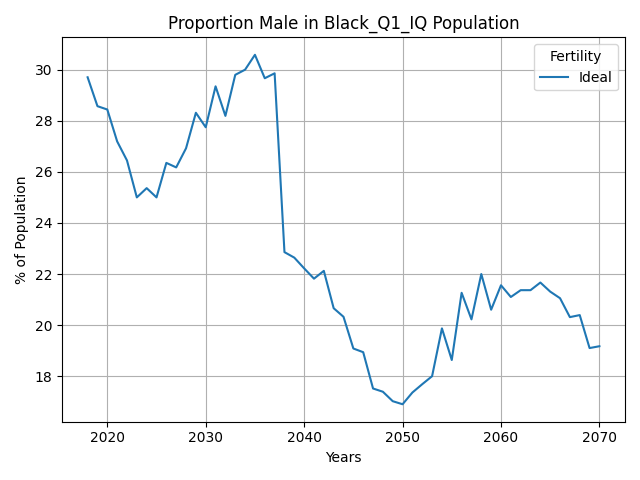 Proportion Male in Black_Q1_IQ Population
Fertility
Ideal
% of Population
30
28
26
24
22
20
18
2020 2030 2040 2050 2060 2070
Years